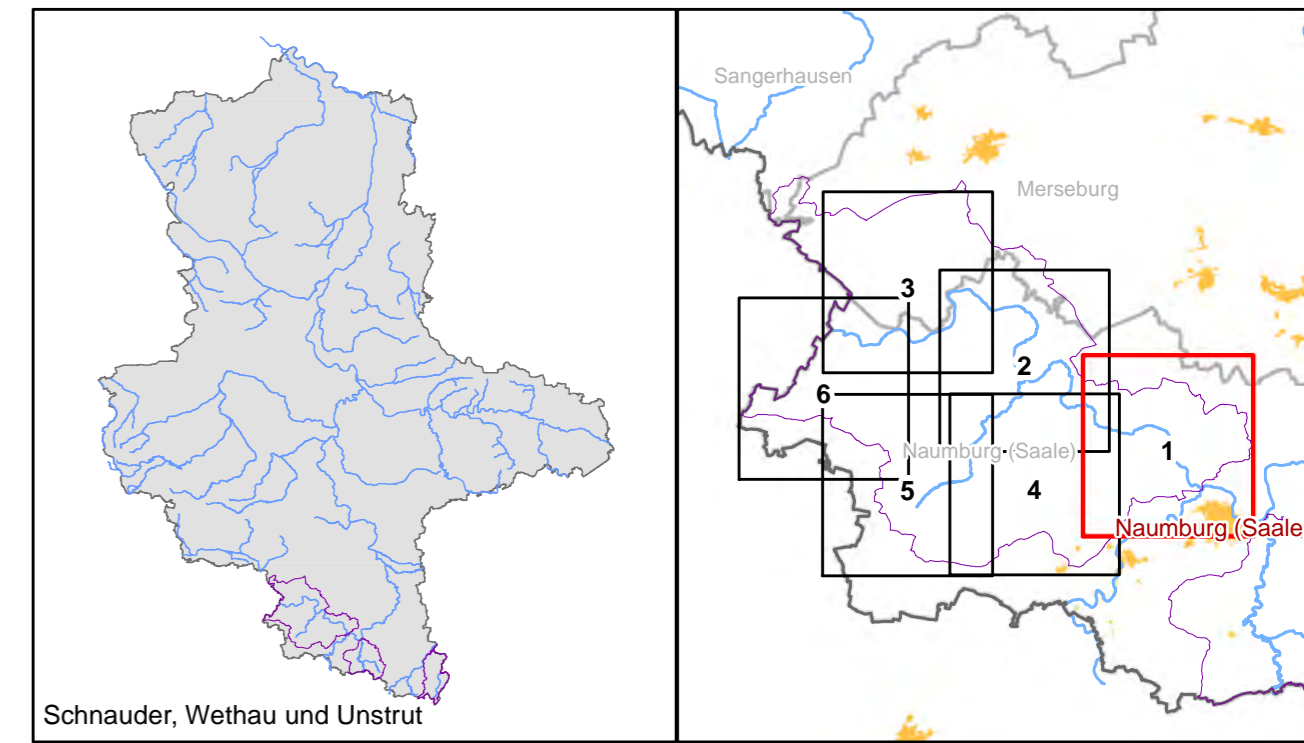 Schnauder, Wethau und Unstrut
Sangerhausen
Merseburg
3
2
6
Naumburg (Saale)
1
5
4
Naumburg (Saale